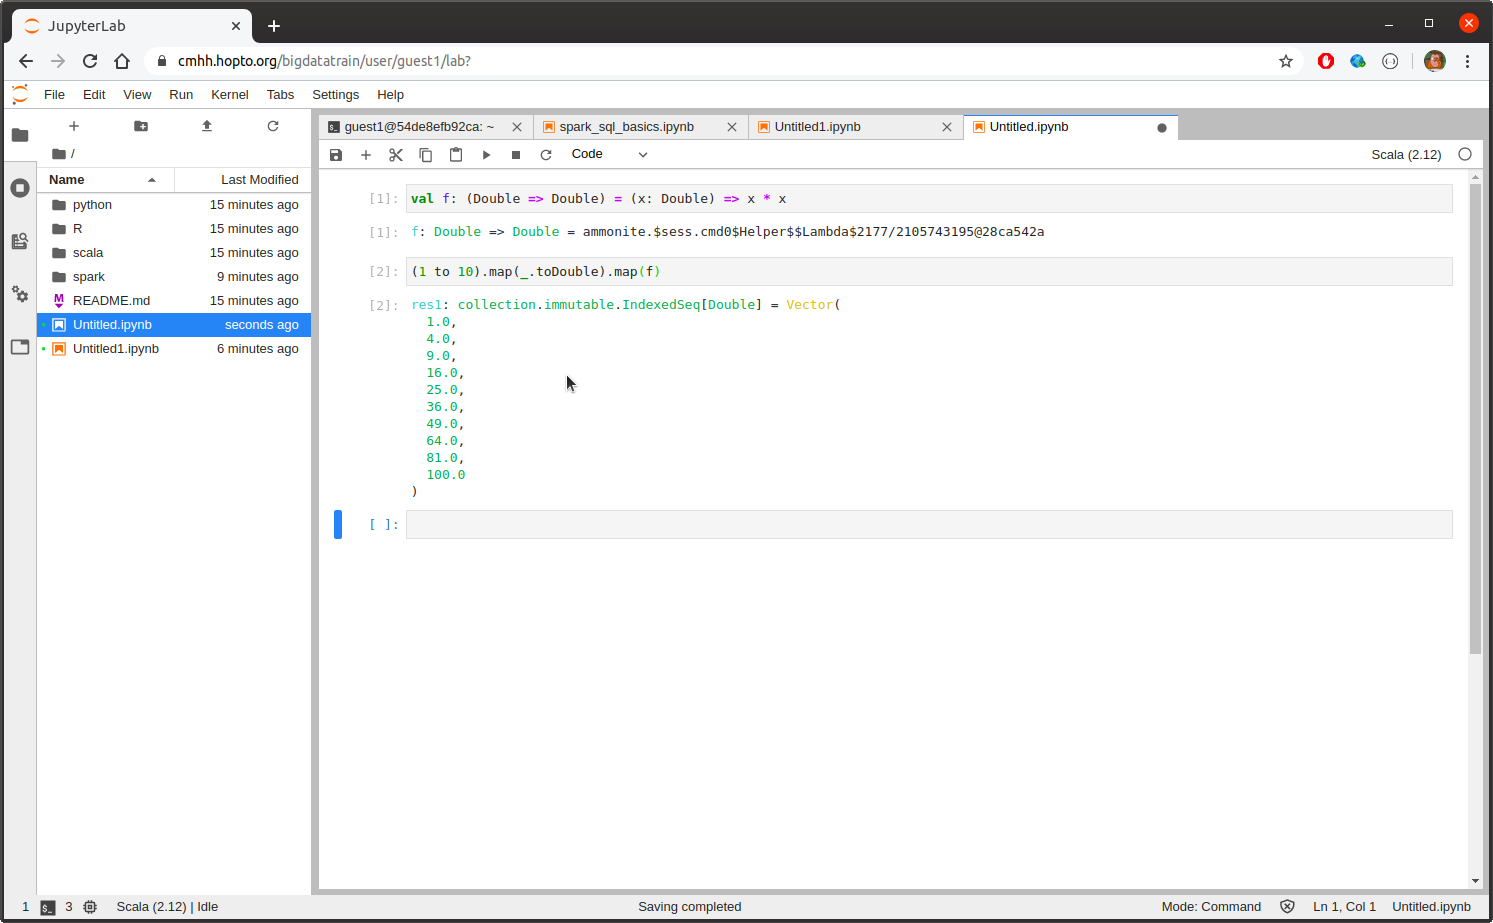 JupyterLab
cmhh.hopto.org/bigdatatrain/user/guest1/lab?
File Edit View Run Kernel Tabs Settings Help
guest1@54de8efb92ca: ~ spark_sql_basics.ipynb Untitled1.ipynb Untitled.ipynb
Code Scala (2.12)
/
Name Last Modified
python 15 minutes ago
R 15 minutes ago
scala 15 minutes ago
spark 9 minutes ago
README.md 15 minutes ago
Untitled.ipynb seconds ago
Untitled1.ipynb 6 minutes ago
[1]: val f: (Double => Double) = (x: Double) => x * x
[1]: f: Double => Double = ammonite.$sess.cmd0$Helper$$Lambda$2177/2105743195@28ca542a
[2]: (1 to 10).map(_.toDouble).map(f)
[2]: res1: collection.immutable.IndexedSeq[Double] = Vector(
1.0,
4.0,
9.0,
16.0,
25.0,
36.0,
49.0,
64.0,
81.0,
100.0
)
[ ]:
1 $_ 3 Scala (2.12) | Idle Saving completed Mode: Command Ln 1, Col 1 Untitled.ipynb